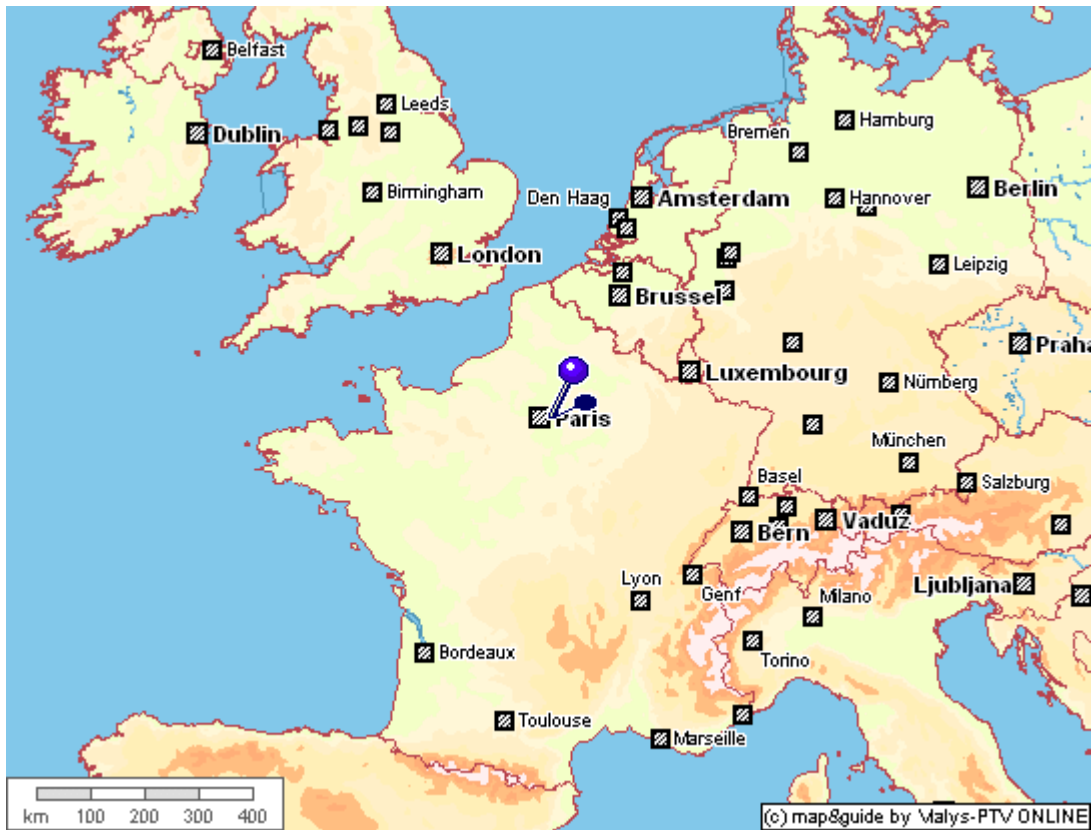 Belfast
Leeds
Dublin
Hamburg
Bremen
Birmingham
Den Haag
Amsterdam
Hannover
Berlin
London
Leipzig
Brussel
Praha
Luxembourg
Nürnberg
Paris
München
Basel
Salzburg
Vaduz
Bern
Lyon
Genf
Ljubljana
Milano
Bordeaux
Torino
Toulouse
Marseille
km 100 200 300 400
(c) map&guide by Malys-PTV ONLINE